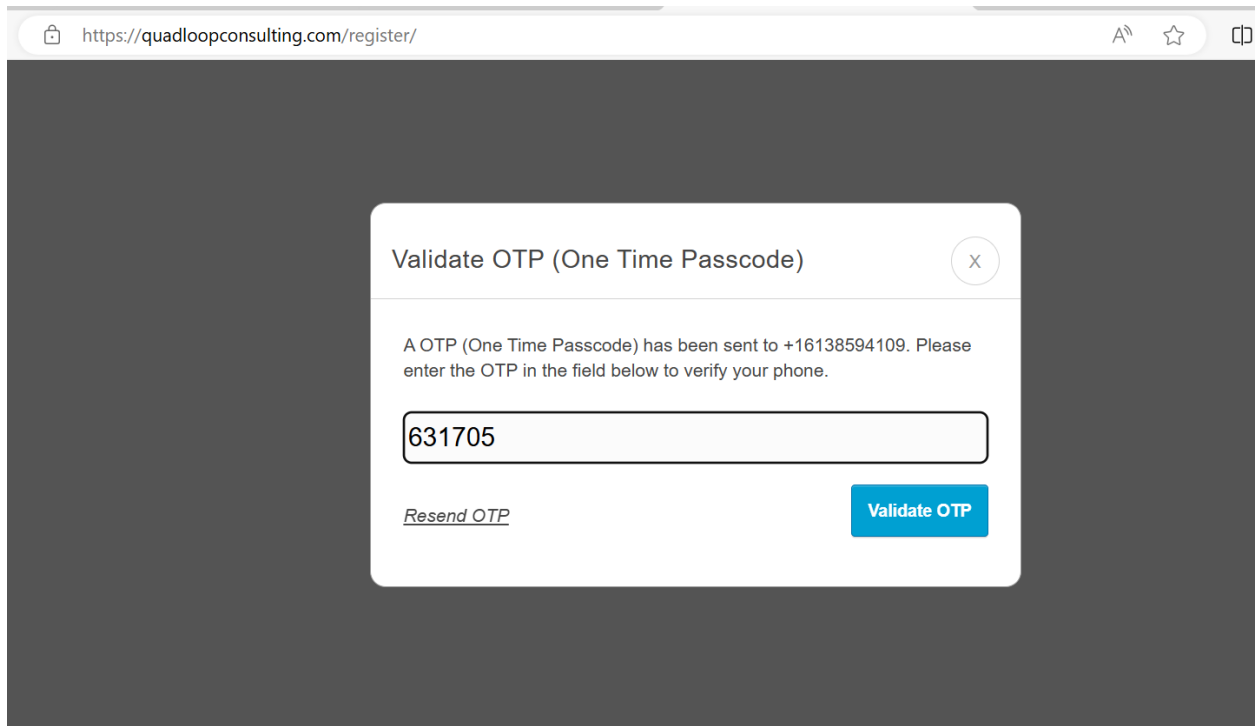 https://quadloopconsulting.com/register/
Validate OTP (One Time Passcode)
X
A OTP (One Time Passcode) has been sent to +16138594109. Please
enter the OTP in the field below to verify your phone.
631705
Resend OTP
Validate OTP